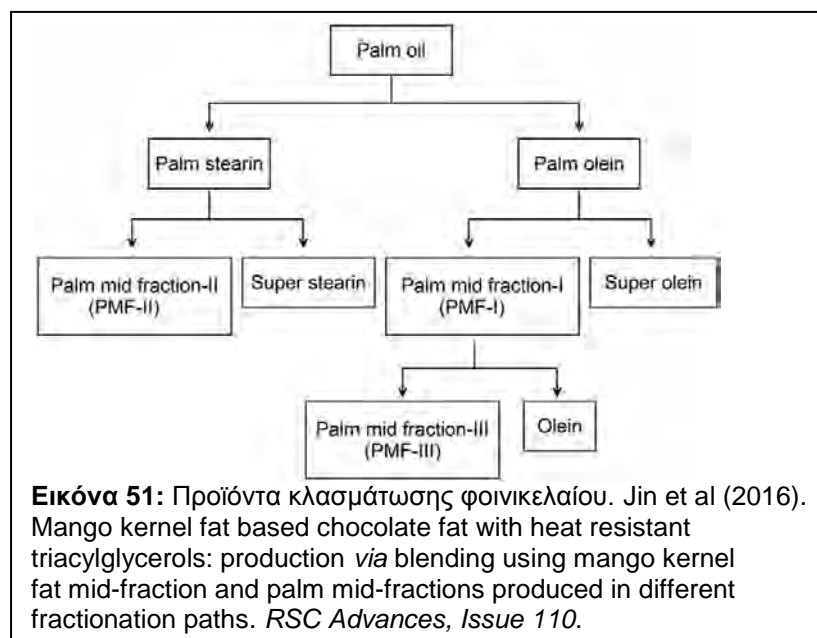 Palm oil
Palm stearin
Palm olein
Palm mid fraction-II
(PMF-II)
Super stearin
Palm mid fraction-I
(PMF-I)
Super olein
Palm mid fraction-III
(PMF-III)
Olein
Εικόνα 51: Προϊόντα κλασμάτωσης φοινικελαίου. Jin et al (2016).
Mango kernel fat based chocolate fat with heat resistant
triacylglycerols: production via blending using mango kernel
fat mid-fraction and palm mid-fractions produced in different
fractionation paths. RSC Advances, Issue 110.